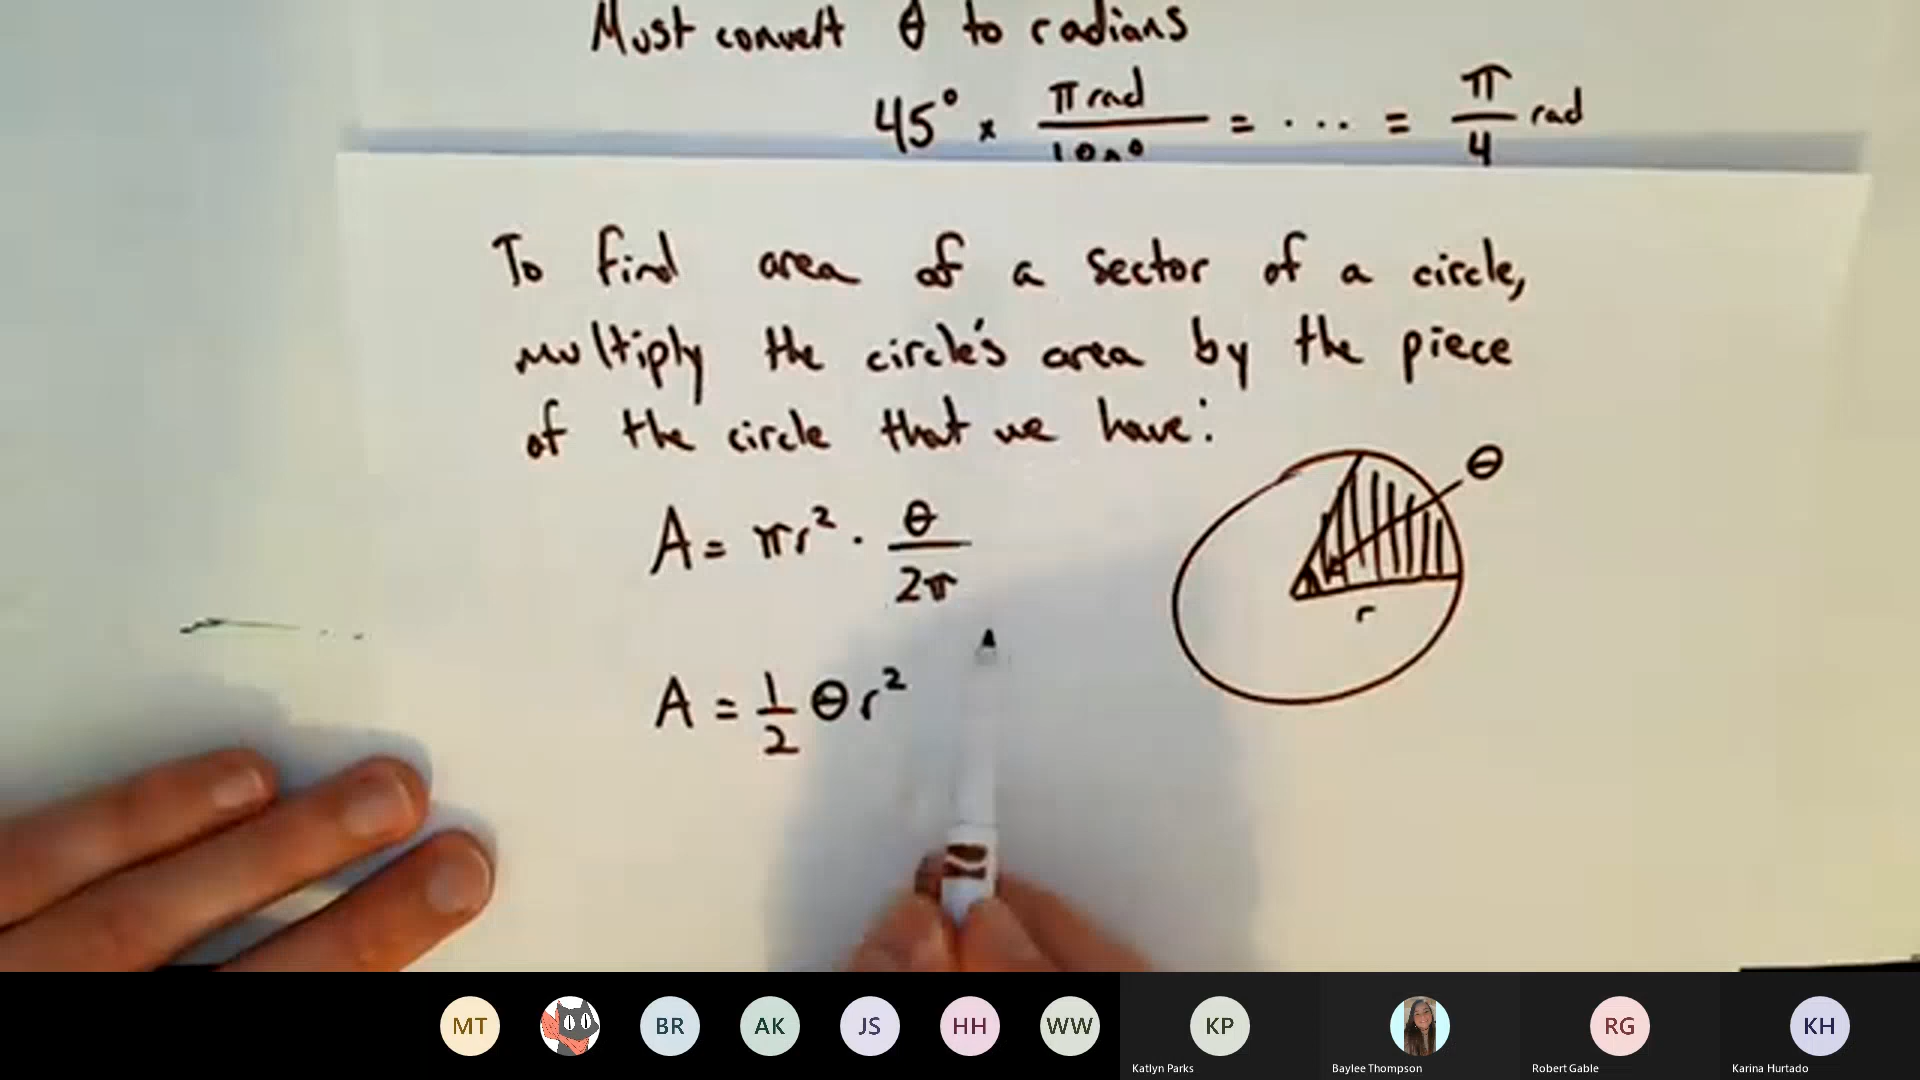 Must convert θ to radians
45° × π rad / 180° = ... = π/4 rad
To find area of a sector of a circle,
multiply the circle's area by the piece
of the circle that we have:
θ
A = πr² · θ/2π
r
A = 1/2 θr²
MT BR AK JS HH WW KP RG KH
Katlyn Parks Baylee Thompson Robert Gable Karina Hurtado